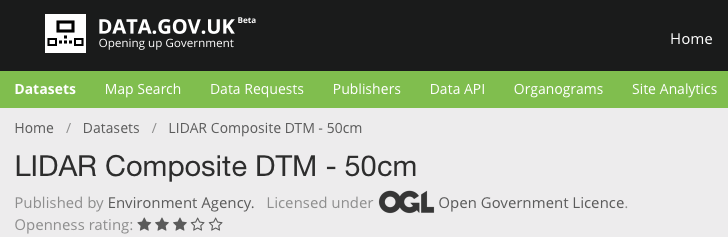 DATA.GOV.UK Beta
Opening up Government
Home
Datasets Map Search Data Requests Publishers Data API Organograms Site Analytics
Home / Datasets / LIDAR Composite DTM - 50cm
LIDAR Composite DTM - 50cm
Published by Environment Agency. Licensed under OGL Open Government Licence.
Openness rating: ★★★☆☆